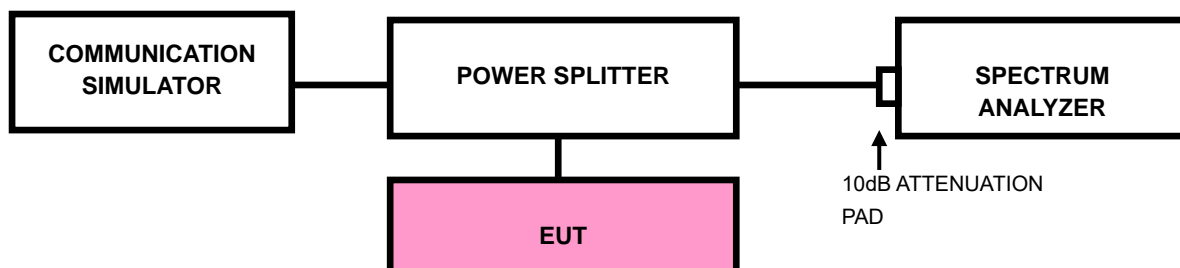 COMMUNICATION
SIMULATOR
POWER SPLITTER
SPECTRUM
ANALYZER
10dB ATTENUATION
PAD
EUT